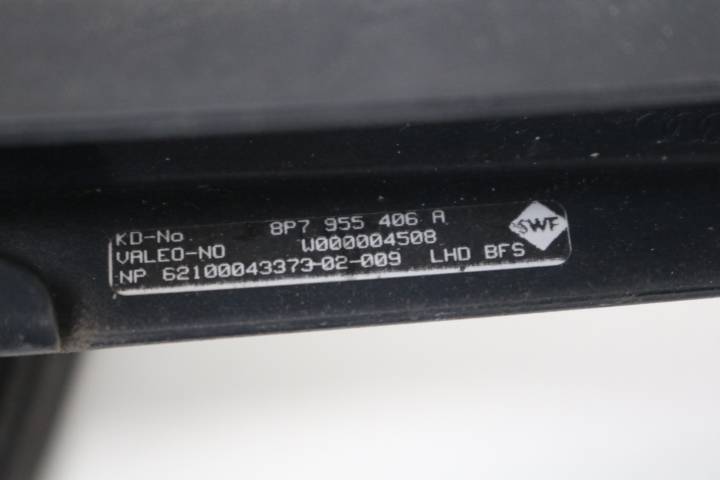 KD-No 8P7 955 406 A
VALEO-NO W000004508
NP 62100043373-02-009 LHD BFS
SWF